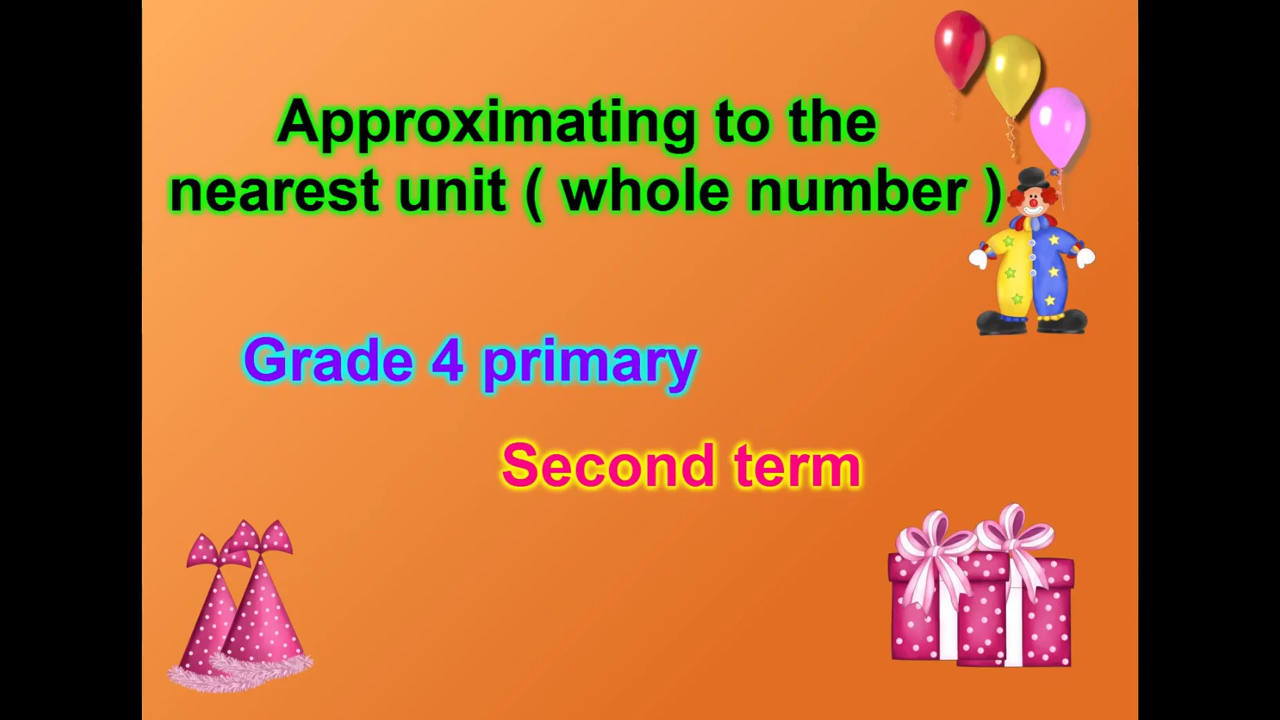 Approximating to the
nearest unit ( whole number )
Grade 4 primary
Second term